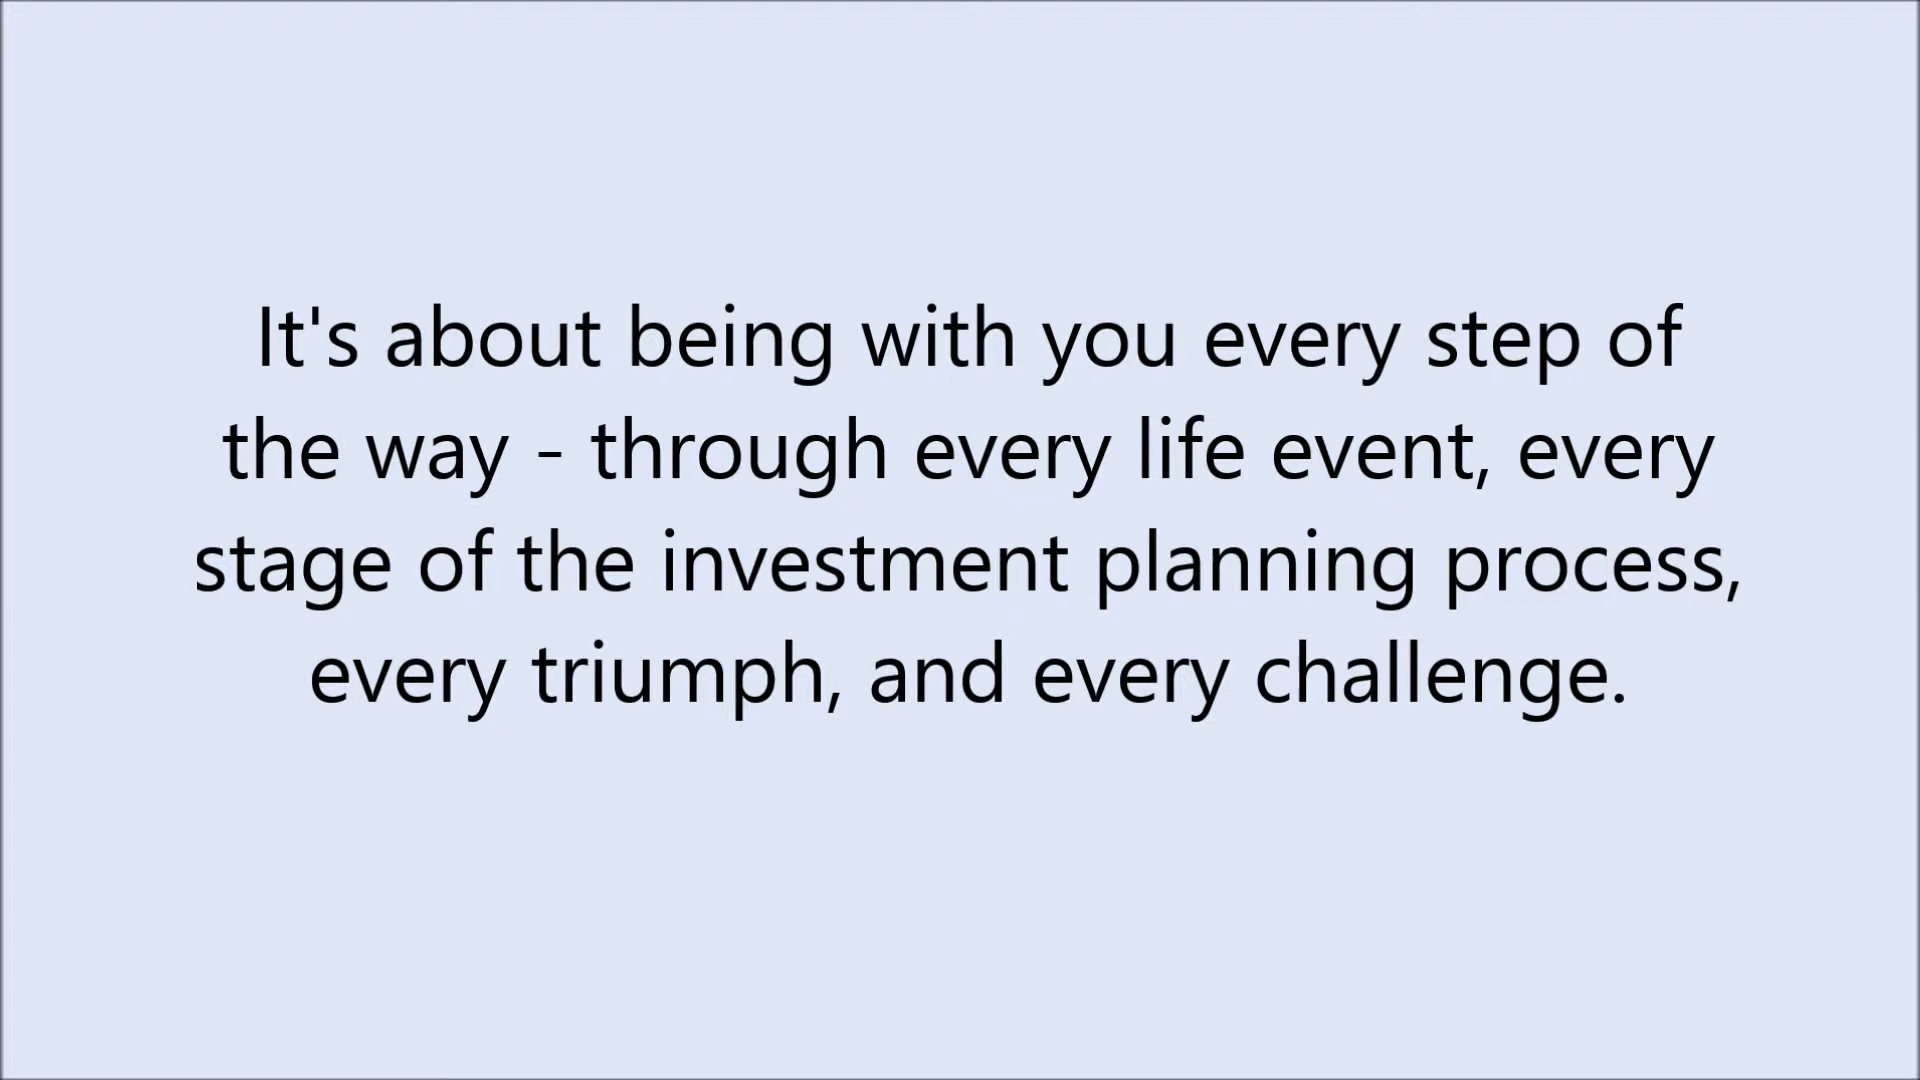 It's about being with you every step of
the way - through every life event, every
stage of the investment planning process,
every triumph, and every challenge.